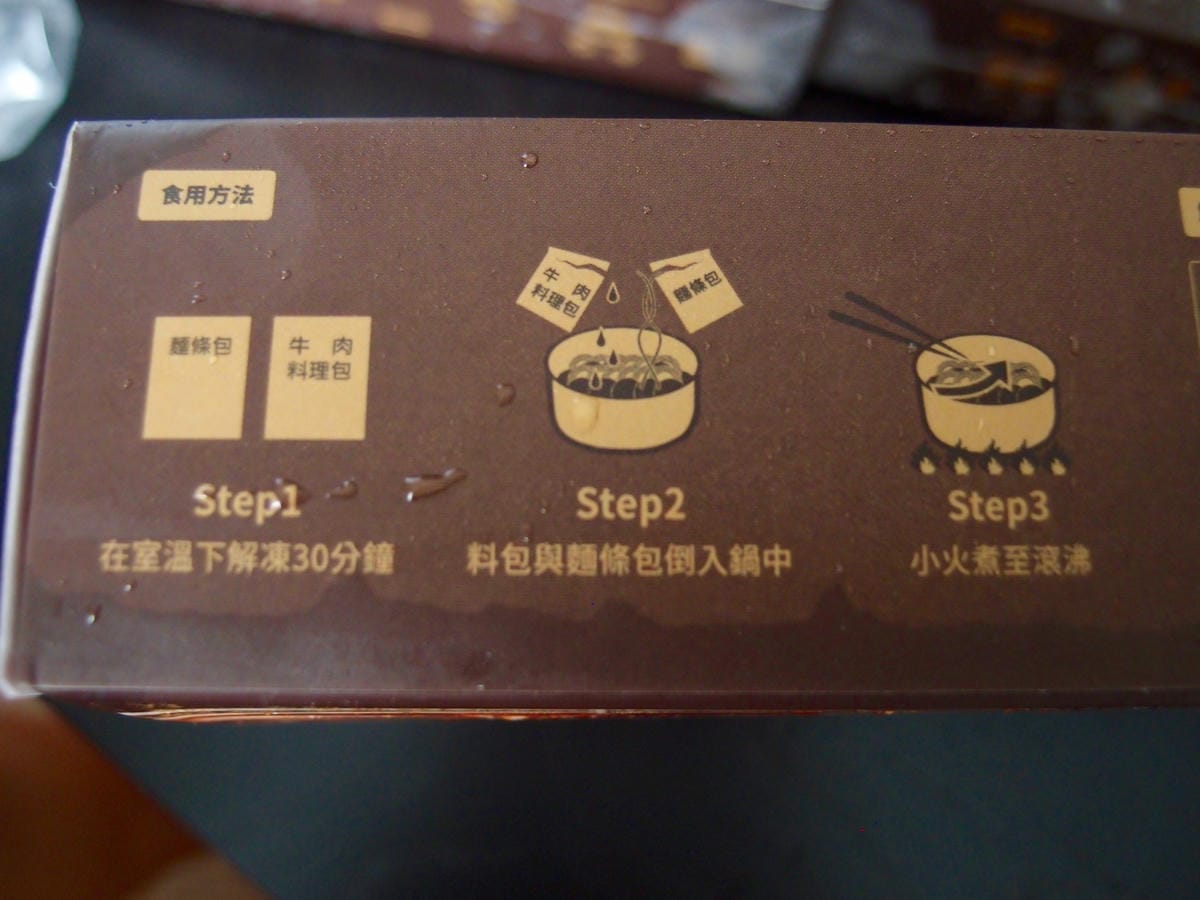 食用方法
麵條包
牛 肉
料理包
牛 肉
料理包
麵條包
Step1
在室溫下解凍30分鐘
Step2
料包與麵條包倒入鍋中
Step3
小火煮至滾沸